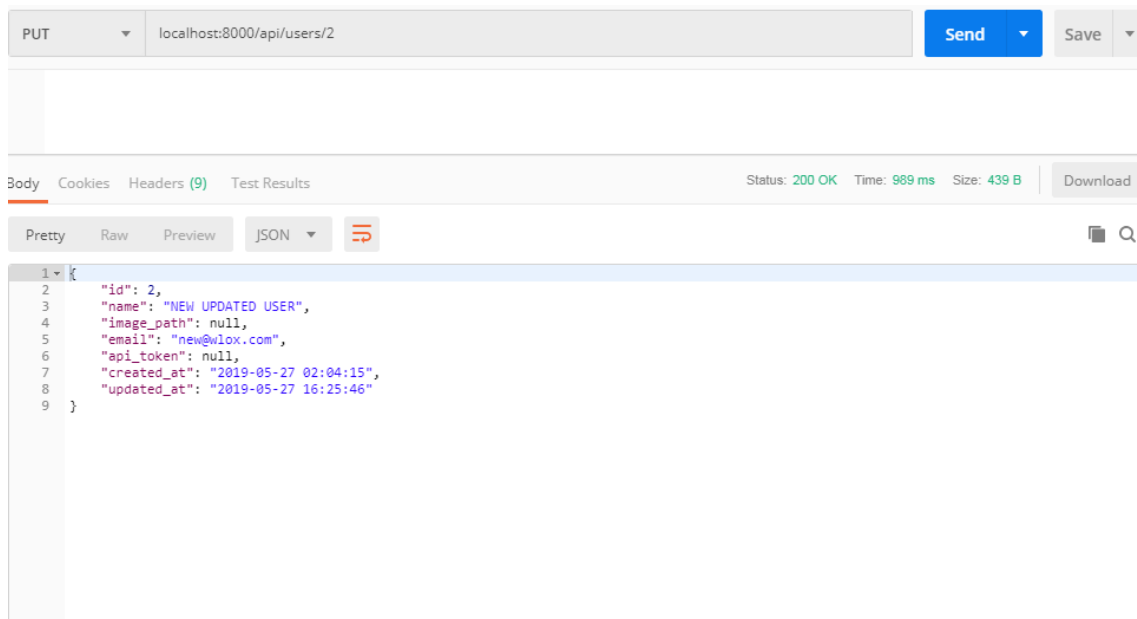 PUT localhost:8000/api/users/2 Send Save
Body Cookies Headers (9) Test Results Status: 200 OK Time: 989 ms Size: 439 B Download
Pretty Raw Preview JSON
1 {
2 "id": 2,
3 "name": "NEW UPDATED USER",
4 "image_path": null,
5 "email": "new@wlox.com",
6 "api_token": null,
7 "created_at": "2019-05-27 02:04:15",
8 "updated_at": "2019-05-27 16:25:46"
9 }